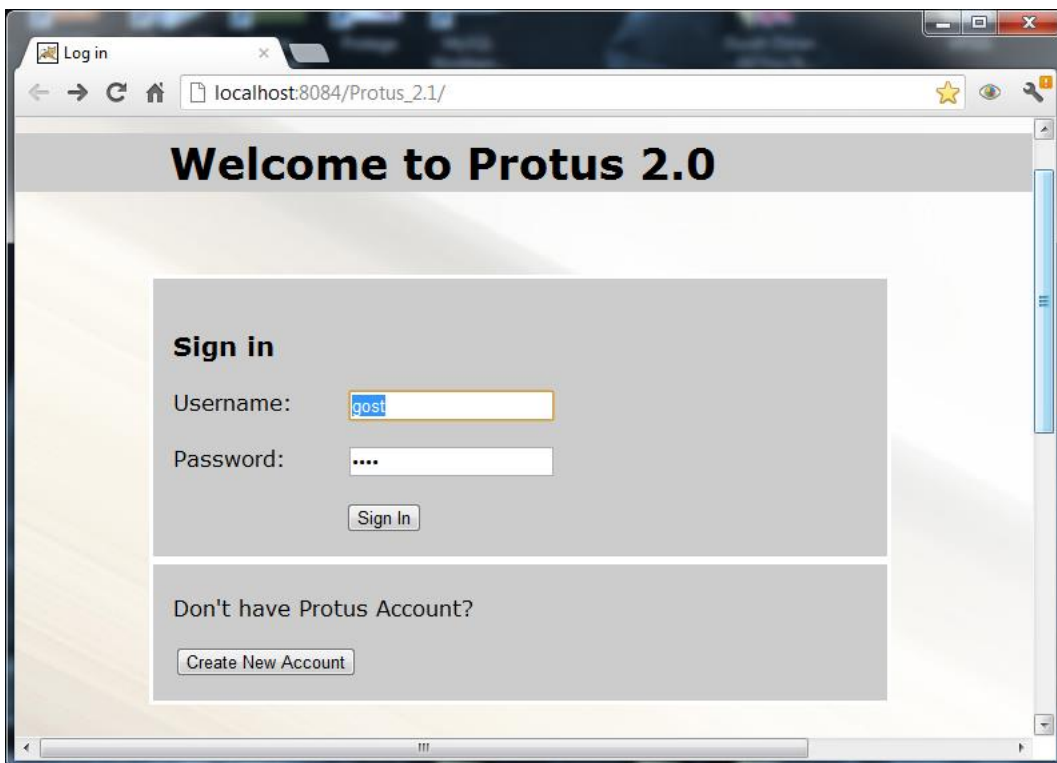 Log in
localhost:8084/Protus_2.1/
Welcome to Protus 2.0
Sign in
Username: gost
Password: ••••
Sign In
Don't have Protus Account?
Create New Account